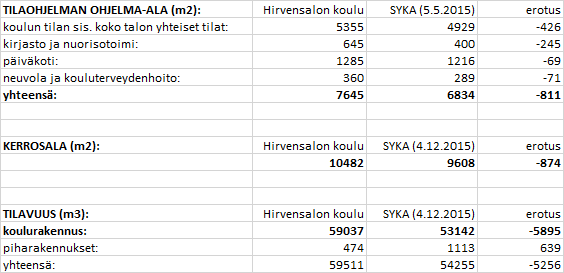 TILAOHJELMAN OHJELMA-ALA (m2): Hirvensalon koulu SYKA (5.5.2015) erotus
koulun tilan sis. koko talon yhteiset tilat: 5355 4929 -426
kirjasto ja nuorisotoimi: 645 400 -245
päiväkoti: 1285 1216 -69
neuvola ja kouluterveydenhoito: 360 289 -71
yhteensä: 7645 6834 -811
KERROSALA (m2): Hirvensalon koulu SYKA (4.12.2015) erotus
10482 9608 -874
TILAVUUS (m3): Hirvensalon koulu SYKA (4.12.2015) erotus
koulurakennus: 59037 53142 -5895
piharakennukset: 474 1113 639
yhteensä: 59511 54255 -5256